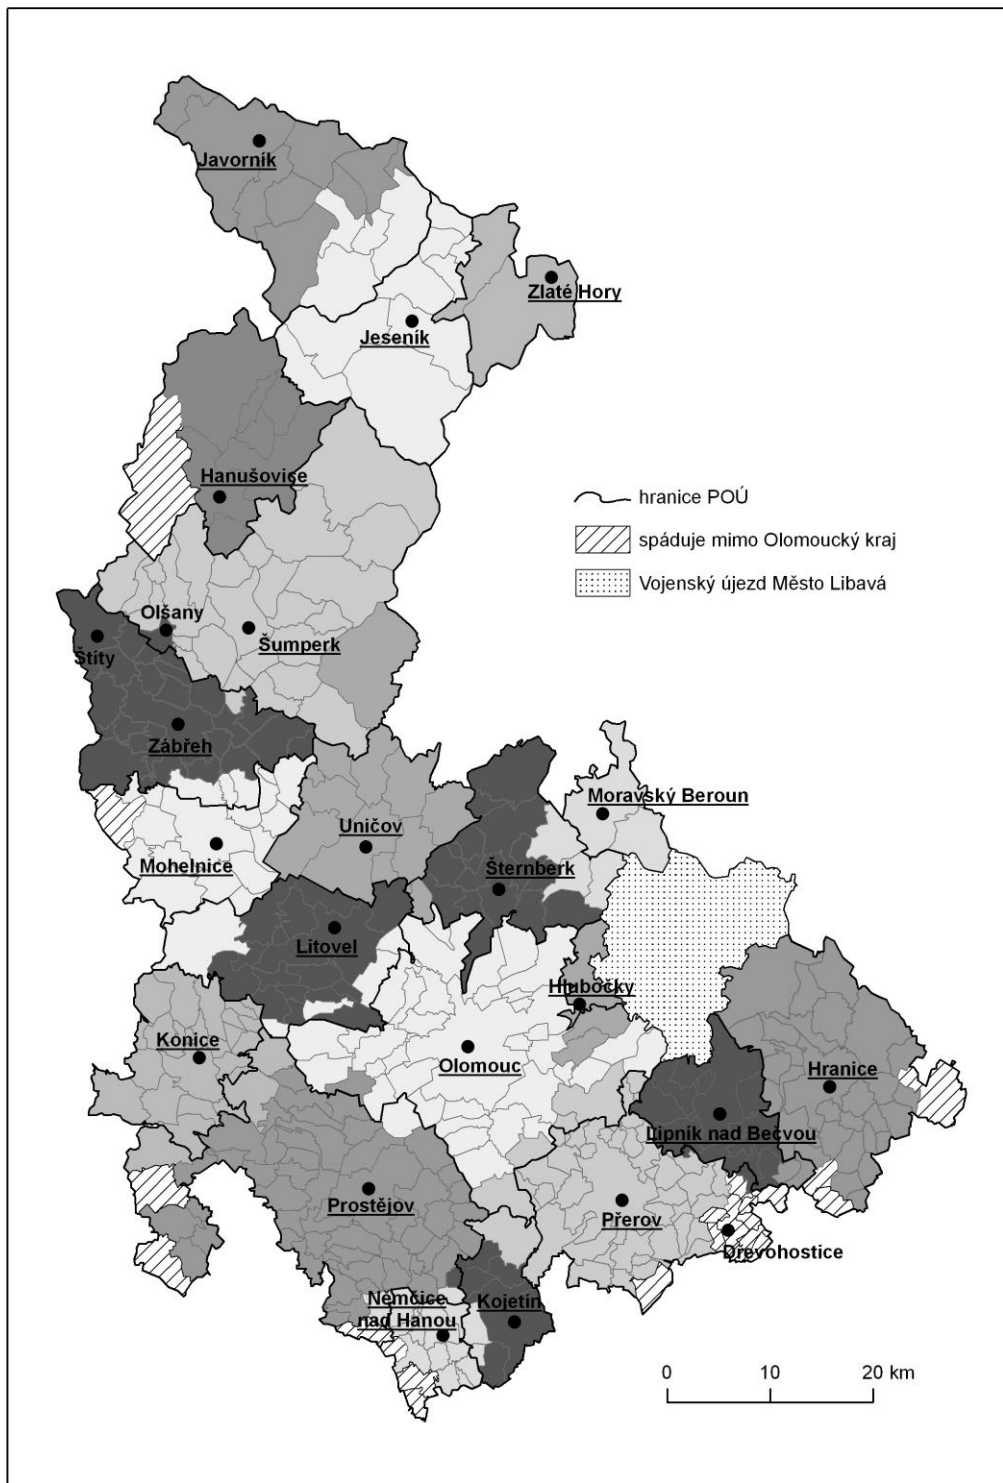 Javorník
Zlaté Hory
Jeseník
Hanušovice
hranice POÚ
spáduje mimo Olomoucký kraj
Vojenský újezd Město Libavá
Olšany
Šumperk
Štíty
Zábřeh
Moravský Beroun
Uničov
Mohelnice
Šternberk
Litovel
Hlubočky
Konice
Olomouc
Hranice
Lipník nad Bečvou
Prostějov
Přerov
Dřevohostice
Němčice
nad Hanou
Kojetín
0 10 20 km